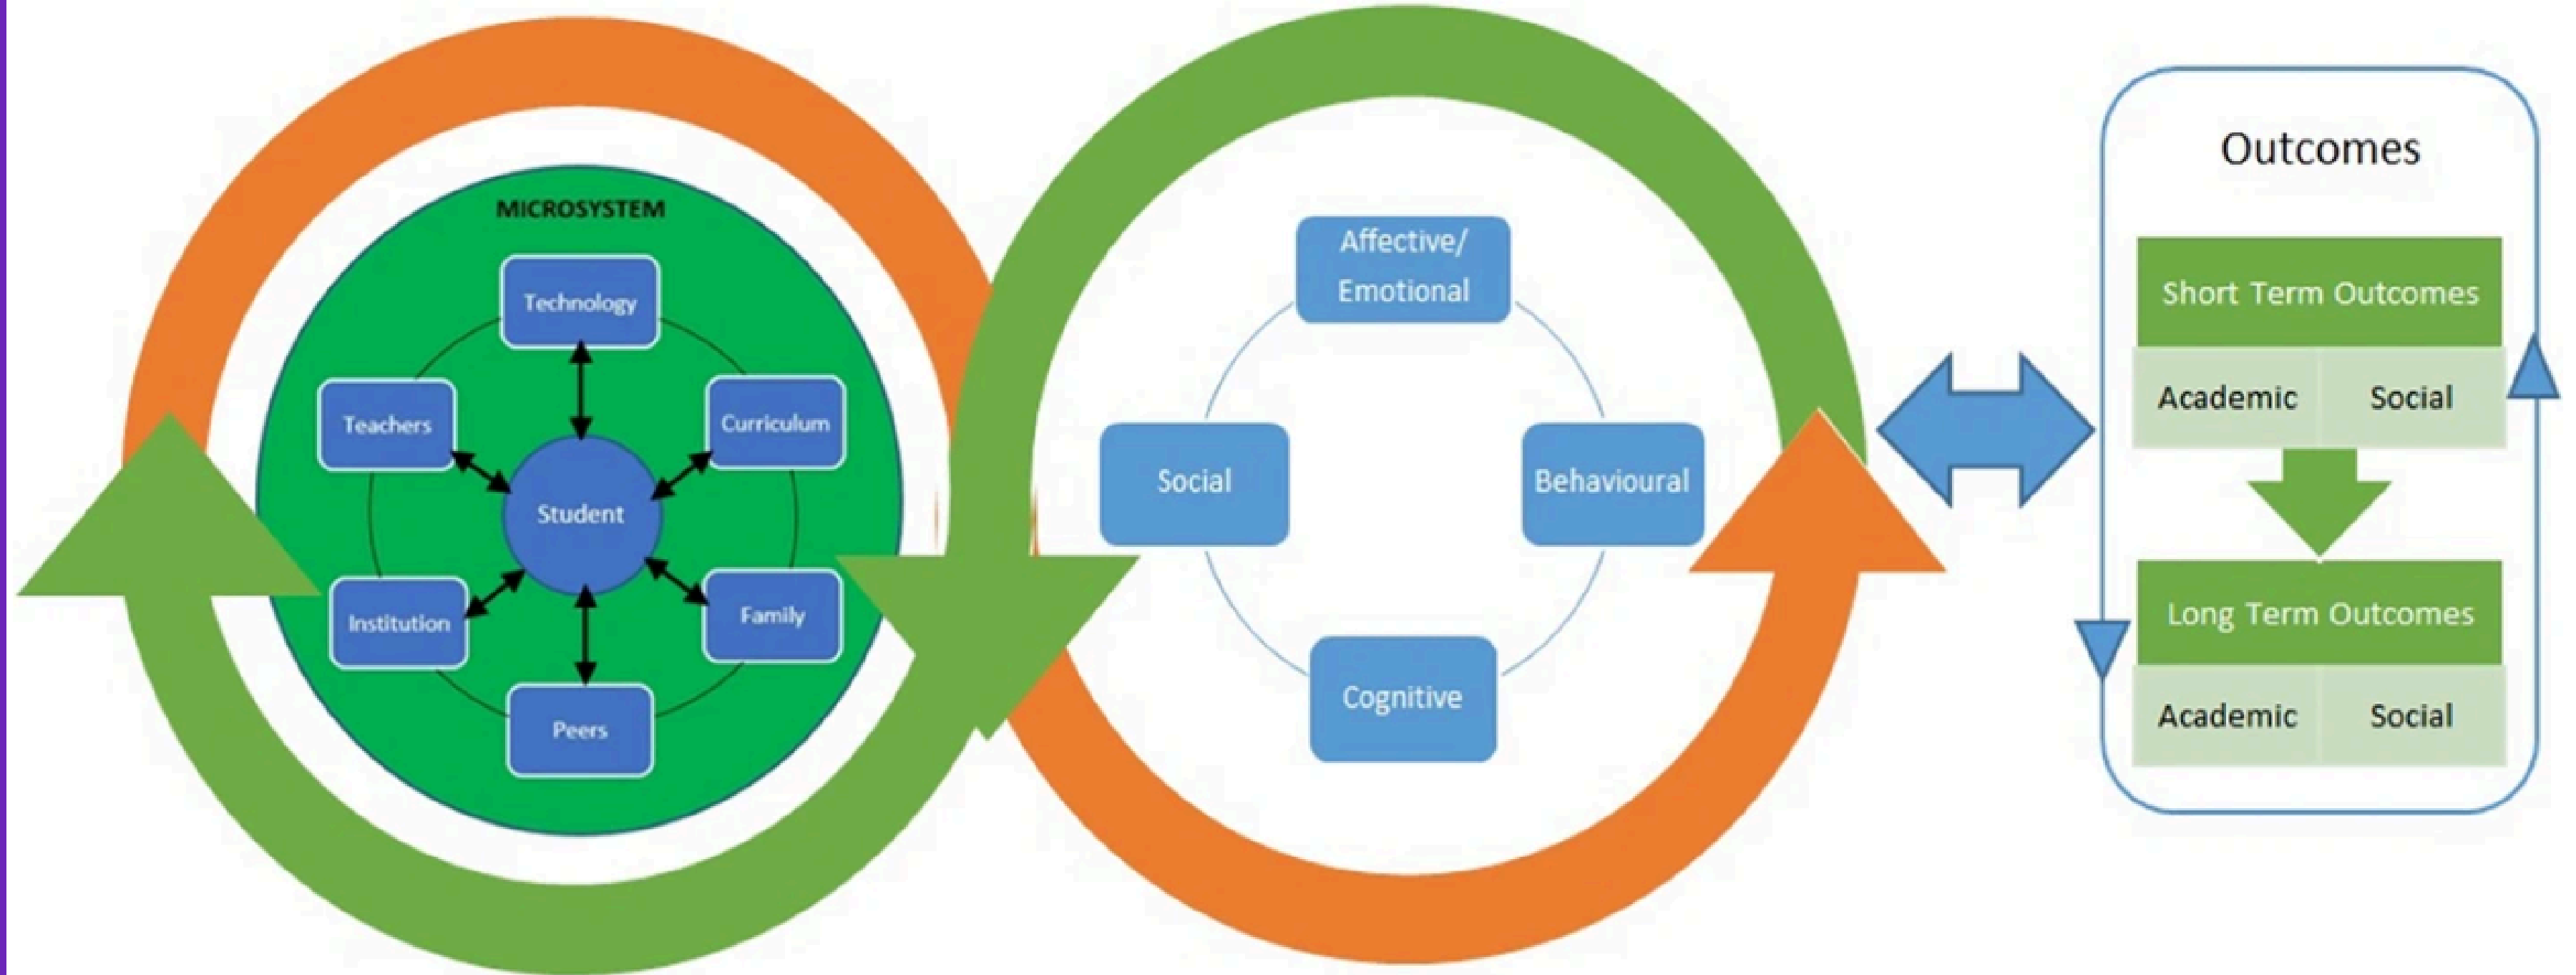 MICROSYSTEM
Technology
Teachers
Curriculum
Student
Institution
Family
Peers
Affective/
Emotional
Social
Behavioural
Cognitive
Outcomes
Short Term Outcomes
Academic
Social
Long Term Outcomes
Academic
Social